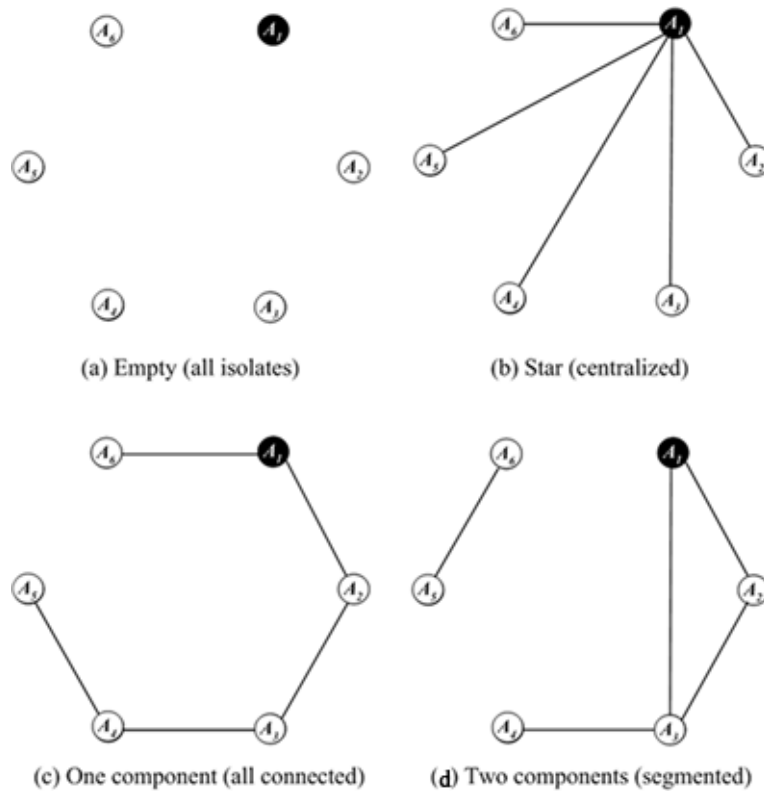 A₆ A₁
A₅ A₂
A₄ A₃
(a) Empty (all isolates)
A₆ A₁
A₅ A₂
A₄ A₃
(b) Star (centralized)
A₆ A₁
A₅ A₂
A₄ A₃
(c) One component (all connected)
A₆ A₁
A₅ A₂
A₄ A₃
(d) Two components (segmented)